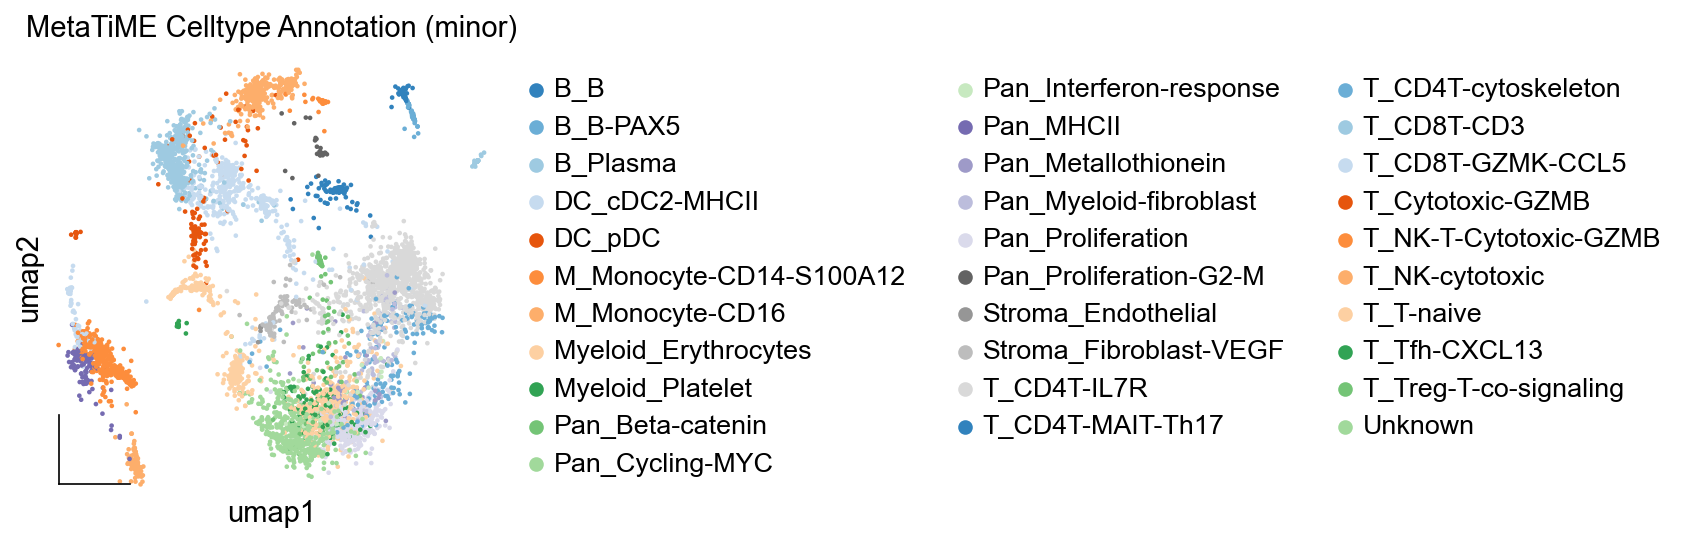 MetaTiME Celltype Annotation (minor)
umap2
umap1
B_B
B_B-PAX5
B_Plasma
DC_cDC2-MHCII
DC_pDC
M_Monocyte-CD14-S100A12
M_Monocyte-CD16
Myeloid_Erythrocytes
Myeloid_Platelet
Pan_Beta-catenin
Pan_Cycling-MYC
Pan_Interferon-response
Pan_MHCII
Pan_Metallothionein
Pan_Myeloid-fibroblast
Pan_Proliferation
Pan_Proliferation-G2-M
Stroma_Endothelial
Stroma_Fibroblast-VEGF
T_CD4T-IL7R
T_CD4T-MAIT-Th17
T_CD4T-cytoskeleton
T_CD8T-CD3
T_CD8T-GZMK-CCL5
T_Cytotoxic-GZMB
T_NK-T-Cytotoxic-GZMB
T_NK-cytotoxic
T_T-naive
T_Tfh-CXCL13
T_Treg-T-co-signaling
Unknown